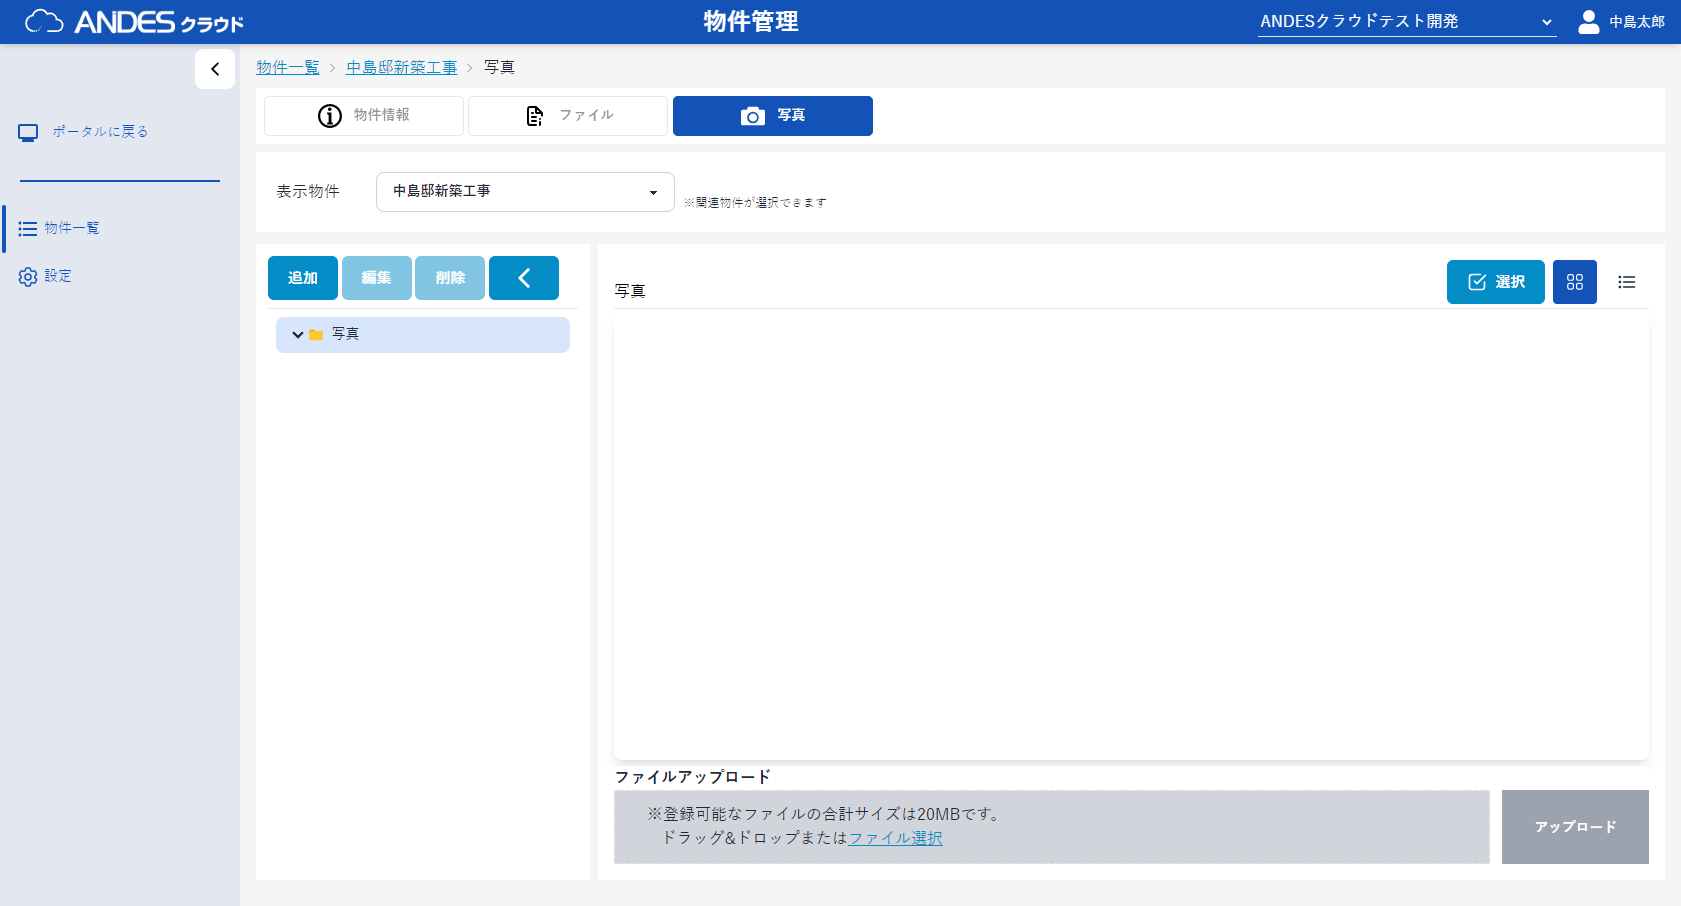 ANDES クラウド
物件管理
ANDESクラウドテスト開発
中島太郎
物件一覧 > 中島邸新築工事 > 写真
ポータルに戻る
物件一覧
設定
物件情報
ファイル
写真
表示物件
中島邸新築工事
※関連物件が選択できます
追加
編集
削除
写真
写真
選択
ファイルアップロード
※登録可能なファイルの合計サイズは20MBです。
ドラッグ&ドロップまたはファイル選択
アップロード